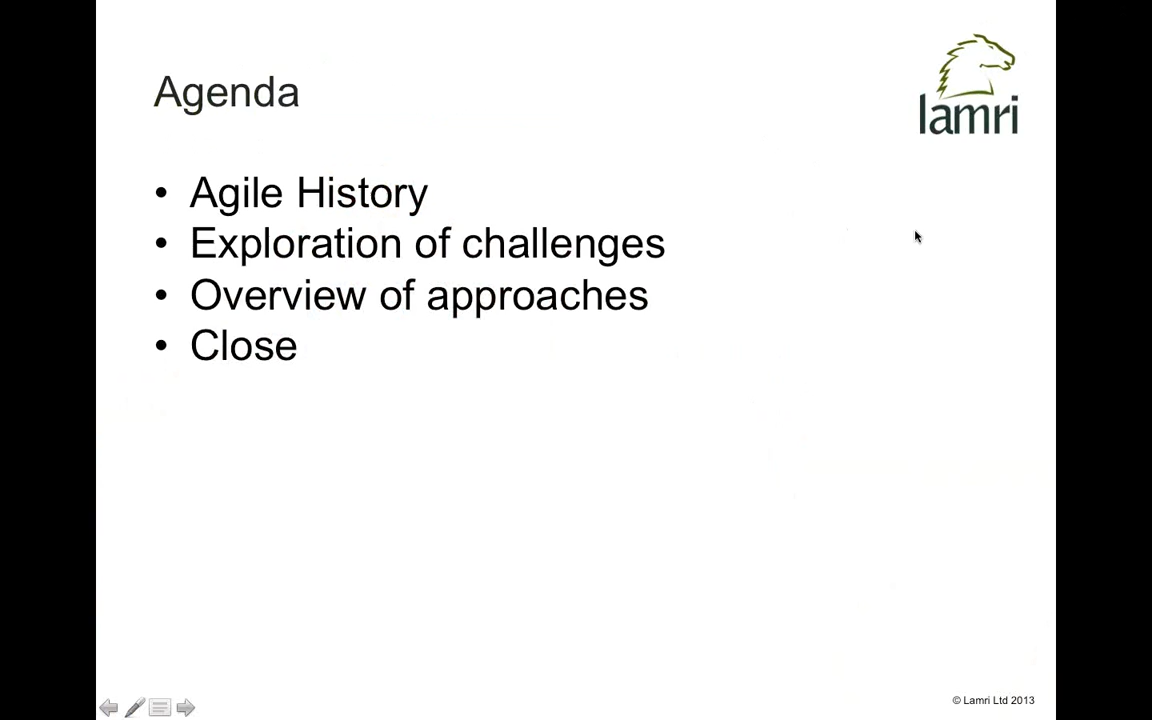 Agenda
lamri
• Agile History
• Exploration of challenges
• Overview of approaches
• Close
© Lamri Ltd 2013